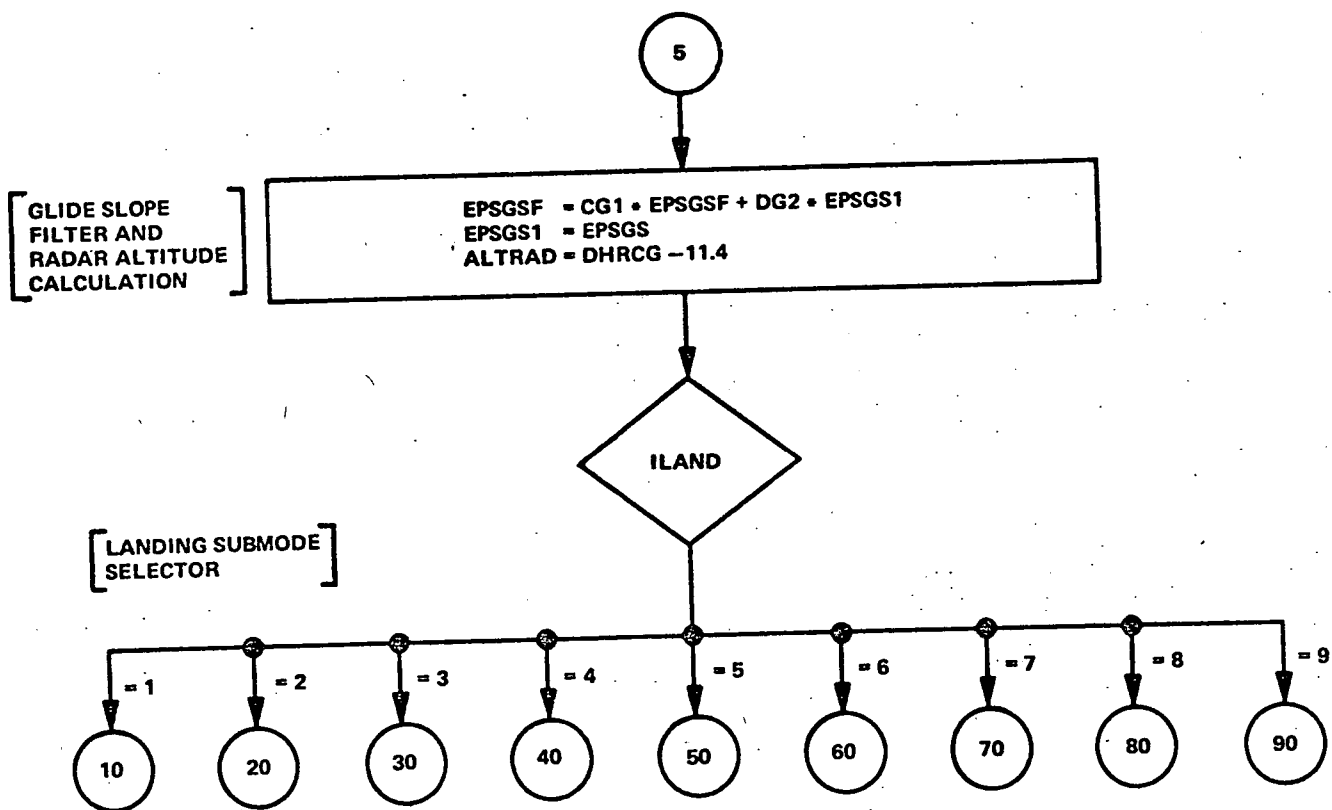 5
GLIDE SLOPE
FILTER AND
RADAR ALTITUDE
CALCULATION
EPSGSF = CG1 * EPSGSF + DG2 * EPSGS1
EPSGS1 = EPSGS
ALTRAD = DHRCG −11.4
ILAND
LANDING SUBMODE
SELECTOR
= 1 = 2 = 3 = 4 = 5 = 6 = 7 = 8 = 9
10 20 30 40 50 60 70 80 90